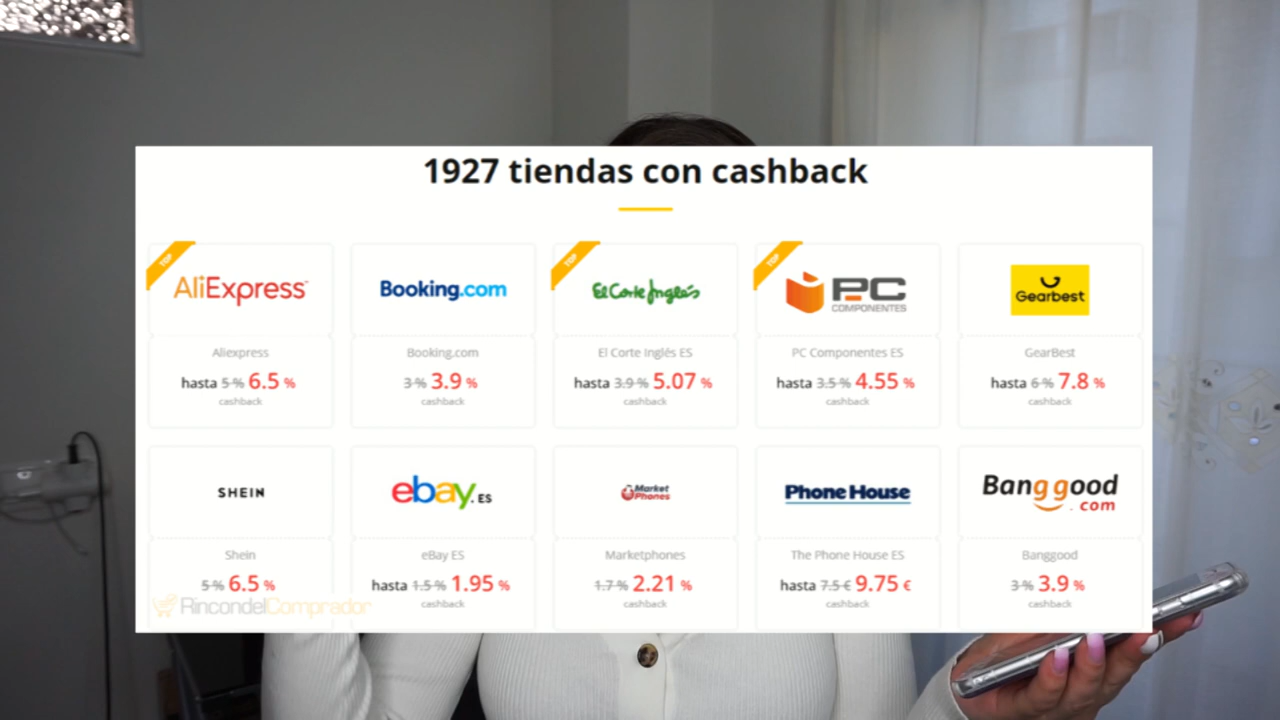 1927 tiendas con cashback
TOP
AliExpress
Booking.com
TOP
El Corte Inglés
TOP
PC COMPONENTES
Gearbest
Aliexpress
Booking.com
El Corte Inglés ES
PC Componentes ES
GearBest
hasta 5 % 6.5 %
3 % 3.9 %
hasta 3.9 % 5.07 %
hasta 3.5 % 4.55 %
hasta 6 % 7.8 %
cashback
cashback
cashback
cashback
cashback
SHEIN
ebay.ES
Market Phones
Phone House
Banggood.com
Shein
eBay ES
Marketphones
The Phone House ES
Banggood
5 % 6.5 %
hasta 1.5 % 1.95 %
1.7 % 2.21 %
hasta 7.5 € 9.75 €
3 % 3.9 %
RincondelComprador
cashback
cashback
cashback
cashback